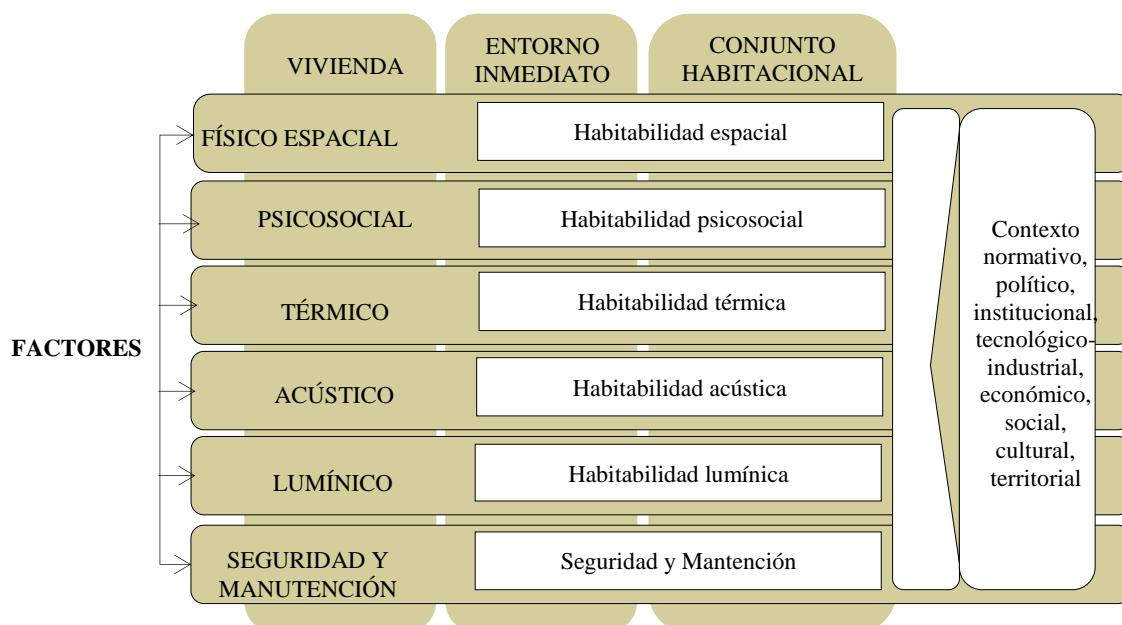 VIVIENDA
ENTORNO
INMEDIATO
CONJUNTO
HABITACIONAL
FACTORES
FÍSICO ESPACIAL
Habitabilidad espacial
PSICOSOCIAL
Habitabilidad psicosocial
TÉRMICO
Habitabilidad térmica
ACÚSTICO
Habitabilidad acústica
LUMÍNICO
Habitabilidad lumínica
SEGURIDAD Y
MANUTENCIÓN
Seguridad y Mantención
Contexto
normativo,
político,
institucional,
tecnológico-
industrial,
económico,
social,
cultural,
territorial